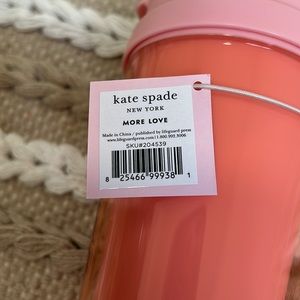 kate spade
NEW YORK
MORE LOVE
Made in China / published by lifeguard press
www.lifeguardpress.com/1.800.992.3006
SKU#204539
8 25466 99938 1